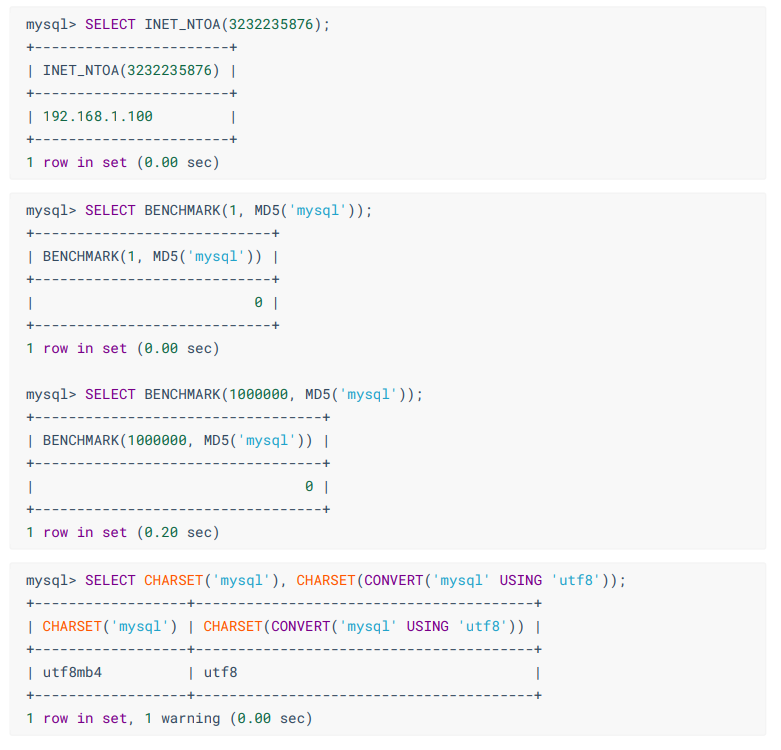 mysql> SELECT INET_NTOA(3232235876);
+-----------------------+
| INET_NTOA(3232235876) |
+-----------------------+
| 192.168.1.100         |
+-----------------------+
1 row in set (0.00 sec)
mysql> SELECT BENCHMARK(1, MD5('mysql'));
+----------------------------+
| BENCHMARK(1, MD5('mysql')) |
+----------------------------+
|                          0 |
+----------------------------+
1 row in set (0.00 sec)
mysql> SELECT BENCHMARK(1000000, MD5('mysql'));
+----------------------------------+
| BENCHMARK(1000000, MD5('mysql')) |
+----------------------------------+
|                                0 |
+----------------------------------+
1 row in set (0.20 sec)
mysql> SELECT CHARSET('mysql'), CHARSET(CONVERT('mysql' USING 'utf8'));
+------------------+----------------------------------------+
| CHARSET('mysql') | CHARSET(CONVERT('mysql' USING 'utf8')) |
+------------------+----------------------------------------+
| utf8mb4          | utf8                                   |
+------------------+----------------------------------------+
1 row in set, 1 warning (0.00 sec)